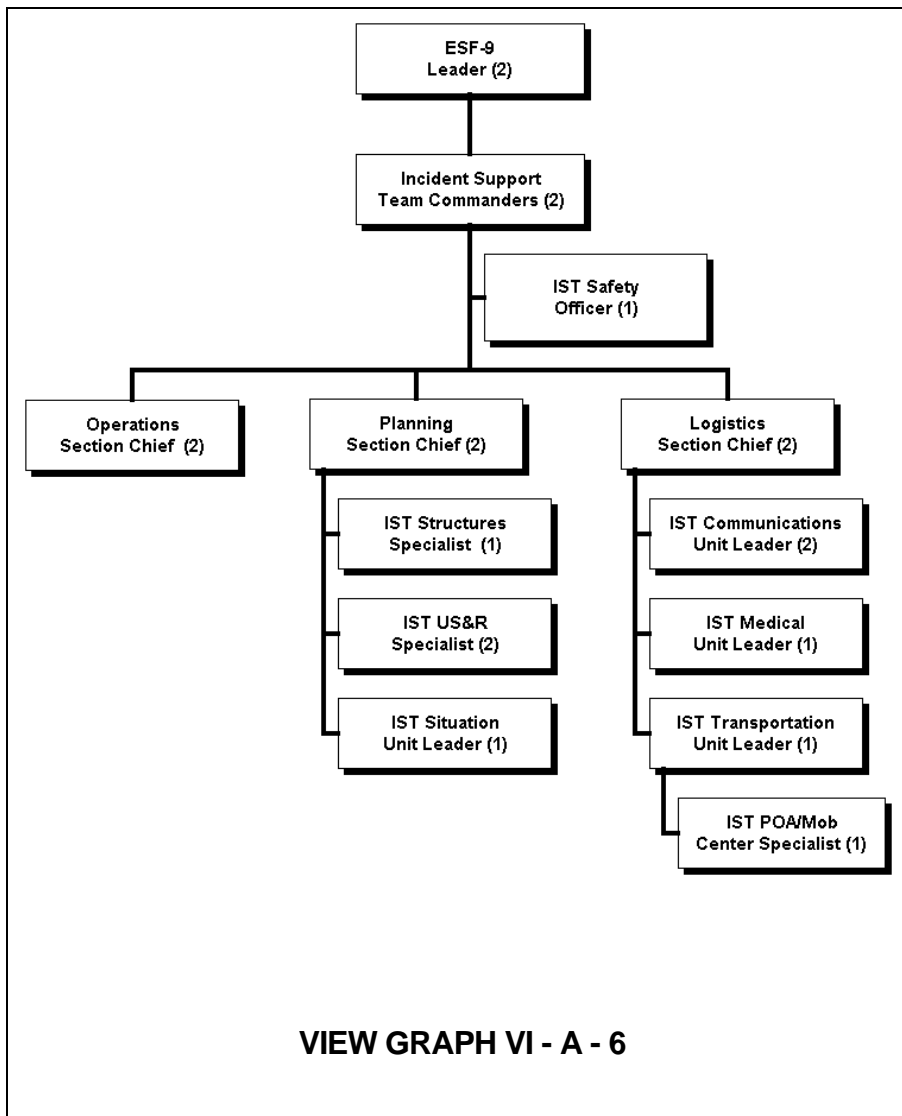 ESF-9
Leader (2)
Incident Support
Team Commanders (2)
IST Safety
Officer (1)
Operations
Section Chief (2)
Planning
Section Chief (2)
Logistics
Section Chief (2)
IST Structures
Specialist (1)
IST US&R
Specialist (2)
IST Situation
Unit Leader (1)
IST Communications
Unit Leader (2)
IST Medical
Unit Leader (1)
IST Transportation
Unit Leader (1)
IST POA/Mob
Center Specialist (1)
VIEW GRAPH VI - A - 6